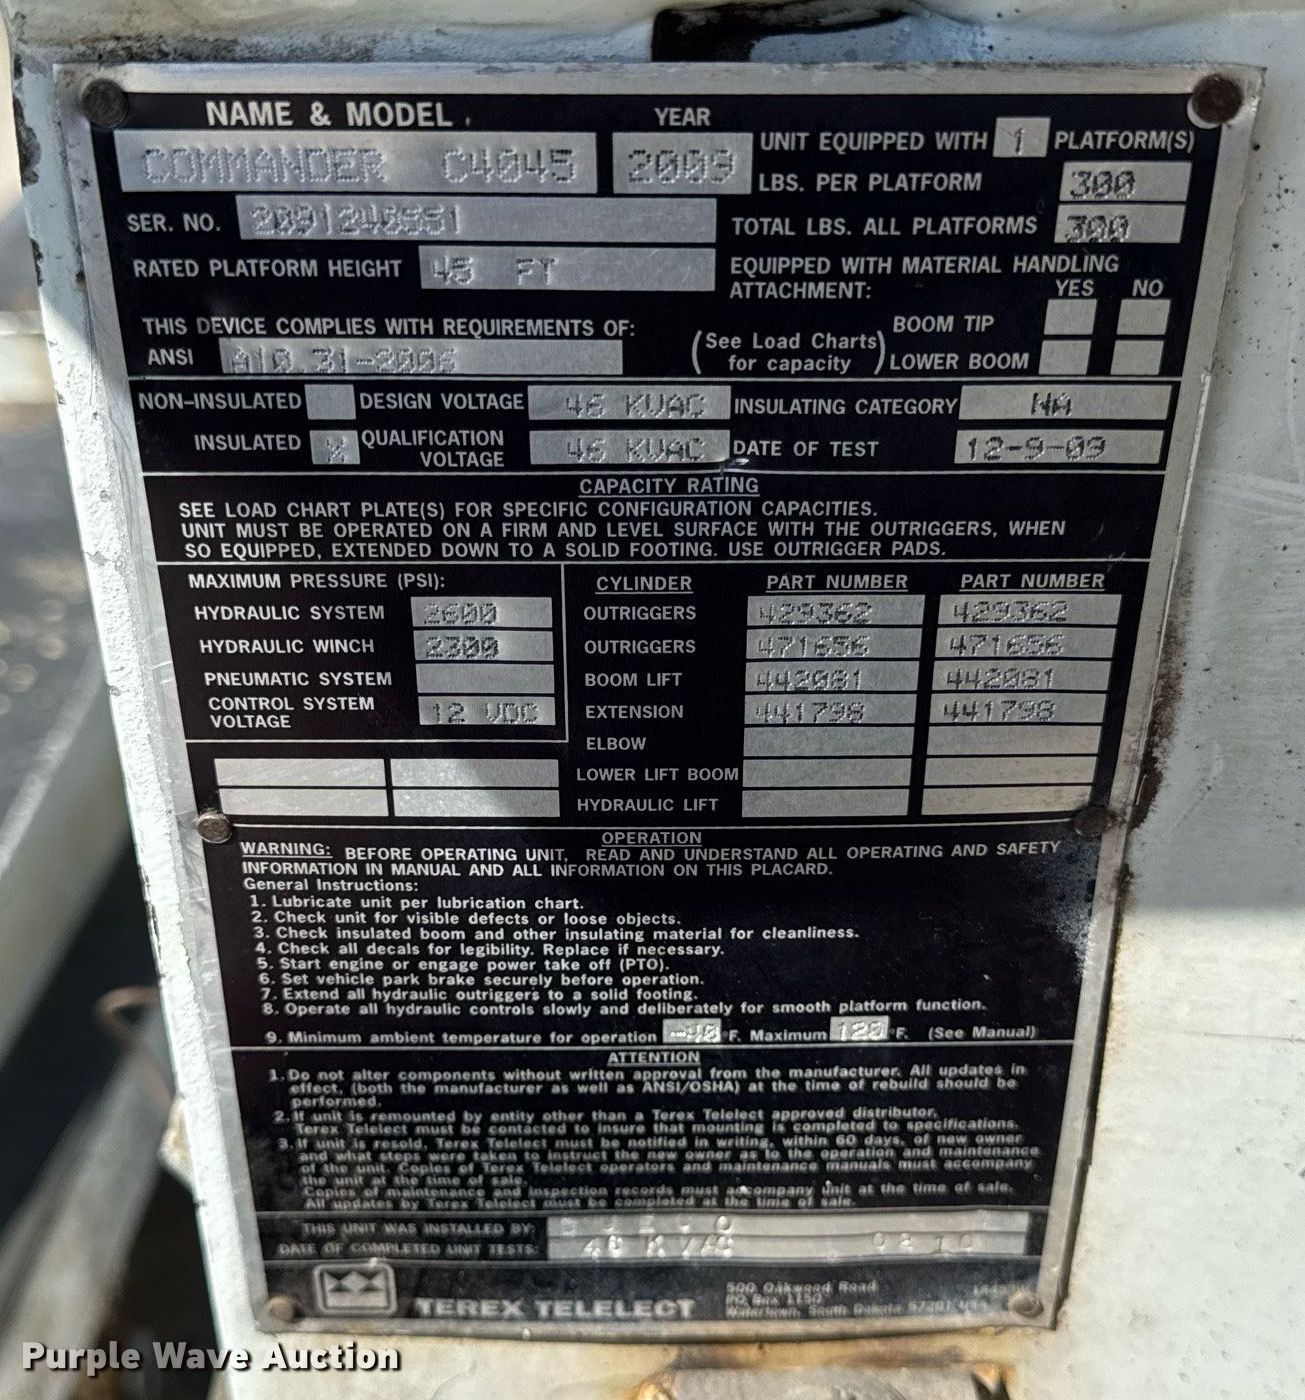 NAME & MODEL
YEAR
COMMANDER C4045
2009
UNIT EQUIPPED WITH 1 PLATFORM(S)
LBS. PER PLATFORM 300
SER. NO.
TOTAL LBS. ALL PLATFORMS 300
RATED PLATFORM HEIGHT 45 FT
EQUIPPED WITH MATERIAL HANDLING
ATTACHMENT: YES NO
THIS DEVICE COMPLIES WITH REQUIREMENTS OF:
ANSI A10.31-2006
(See Load Charts
for capacity)
BOOM TIP
LOWER BOOM
NON-INSULATED DESIGN VOLTAGE 46 KVAC INSULATING CATEGORY NA
INSULATED X QUALIFICATION
VOLTAGE 46 KVAC DATE OF TEST 12-9-09
CAPACITY RATING
SEE LOAD CHART PLATE(S) FOR SPECIFIC CONFIGURATION CAPACITIES.
UNIT MUST BE OPERATED ON A FIRM AND LEVEL SURFACE WITH THE OUTRIGGERS, WHEN
SO EQUIPPED, EXTENDED DOWN TO A SOLID FOOTING. USE OUTRIGGER PADS.
MAXIMUM PRESSURE (PSI):
HYDRAULIC SYSTEM 2600
HYDRAULIC WINCH 2300
PNEUMATIC SYSTEM
CONTROL SYSTEM
VOLTAGE 12 VDC
CYLINDER PART NUMBER PART NUMBER
OUTRIGGERS 429362 429362
OUTRIGGERS 471656 471656
BOOM LIFT 442081 442081
EXTENSION 441798 441798
ELBOW
LOWER LIFT BOOM
HYDRAULIC LIFT
OPERATION
WARNING: BEFORE OPERATING UNIT, READ AND UNDERSTAND ALL OPERATING AND SAFETY
INFORMATION IN MANUAL AND ALL INFORMATION ON THIS PLACARD.
General Instructions:
1. Lubricate unit per lubrication chart.
2. Check unit for visible defects or loose objects.
3. Check insulated boom and other insulating material for cleanliness.
4. Check all decals for legibility. Replace if necessary.
5. Start engine or engage power take off (PTO).
6. Set vehicle park brake securely before operation.
7. Extend all hydraulic outriggers to a solid footing.
8. Operate all hydraulic controls slowly and deliberately for smooth platform function.
9. Minimum ambient temperature for operation -40 °F. Maximum 120 °F. (See Manual)
ATTENTION
1. Do not alter components without written approval from the manufacturer. All updates in
effect, (both the manufacturer as well as ANSI/OSHA) at the time of rebuild should be
performed.
2. If unit is remounted by entity other than a Terex Telelect approved distributor,
Terex Telelect must be contacted to insure that mounting is completed to specifications.
3. If unit is resold, Terex Telelect must be notified in writing, within 60 days, of new owner
and what steps were taken to instruct the new owner as to the operation and maintenance
of the unit. Copies of Terex Telelect operators and maintenance manuals must accompany
the unit at the time of sale.
Copies of maintenance and inspection records must accompany unit at the time of sale.
All updates by Terex Telelect must be completed at the time of sale.
THIS UNIT WAS INSTALLED BY:
DATE OF COMPLETED UNIT TESTS: 46 KVAC
TEREX TELELECT
500 Oakwood Road
PO Box 1150
Watertown, South Dakota 57201
Purple Wave Auction